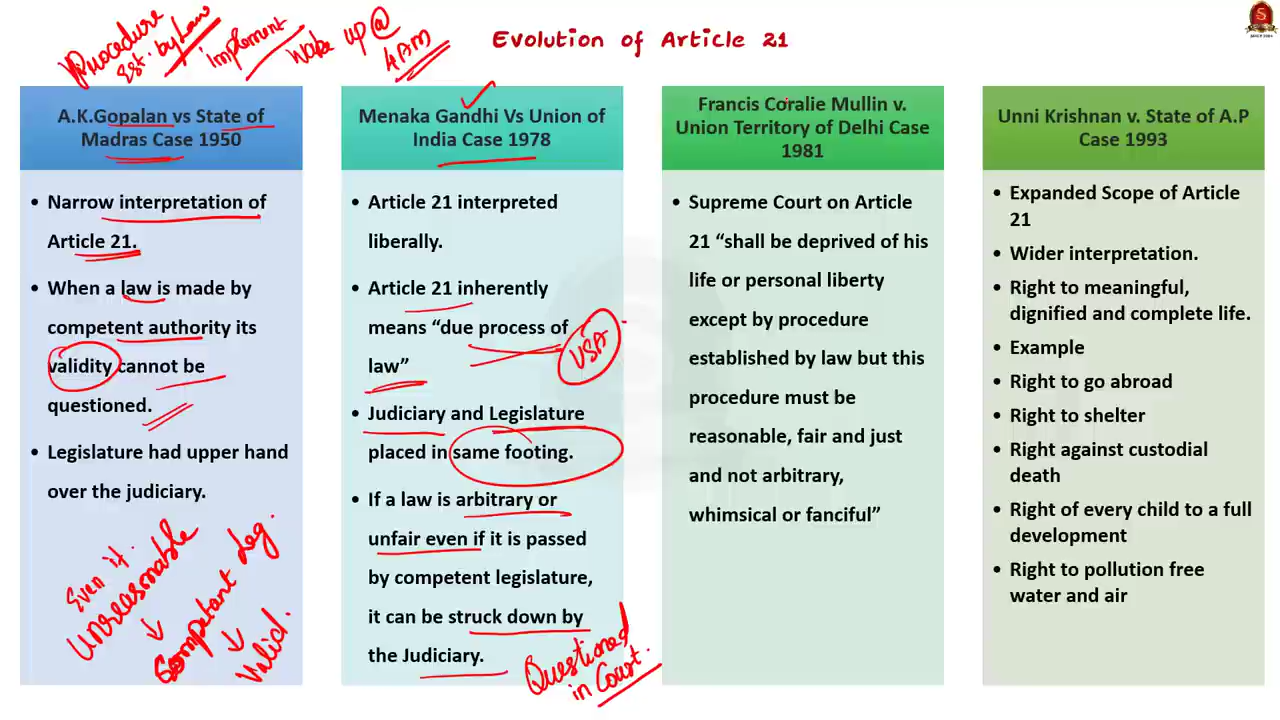 Evolution of Article 21
Procedure
Est. by Law
implement
Wake up @
4AM
A.K.Gopalan vs State of
Madras Case 1950
Narrow interpretation of
Article 21.
When a law is made by
competent authority its
validity cannot be
questioned.
Legislature had upper hand
over the judiciary.
Even if
Unreasonable
Competant Leg.
Valid.
Menaka Gandhi Vs Union of
India Case 1978
Article 21 interpreted
liberally.
Article 21 inherently
means “due process of
law”
USA
Judiciary and Legislature
placed in same footing.
If a law is arbitrary or
unfair even if it is passed
by competent legislature,
it can be struck down by
the Judiciary.
Questioned
in Court.
Francis Coralie Mullin v.
Union Territory of Delhi Case
1981
Supreme Court on Article
21 “shall be deprived of his
life or personal liberty
except by procedure
established by law but this
procedure must be
reasonable, fair and just
and not arbitrary,
whimsical or fanciful”
Unni Krishnan v. State of A.P
Case 1993
Expanded Scope of Article
21
Wider interpretation.
Right to meaningful,
dignified and complete life.
Example
Right to go abroad
Right to shelter
Right against custodial
death
Right of every child to a full
development
Right to pollution free
water and air